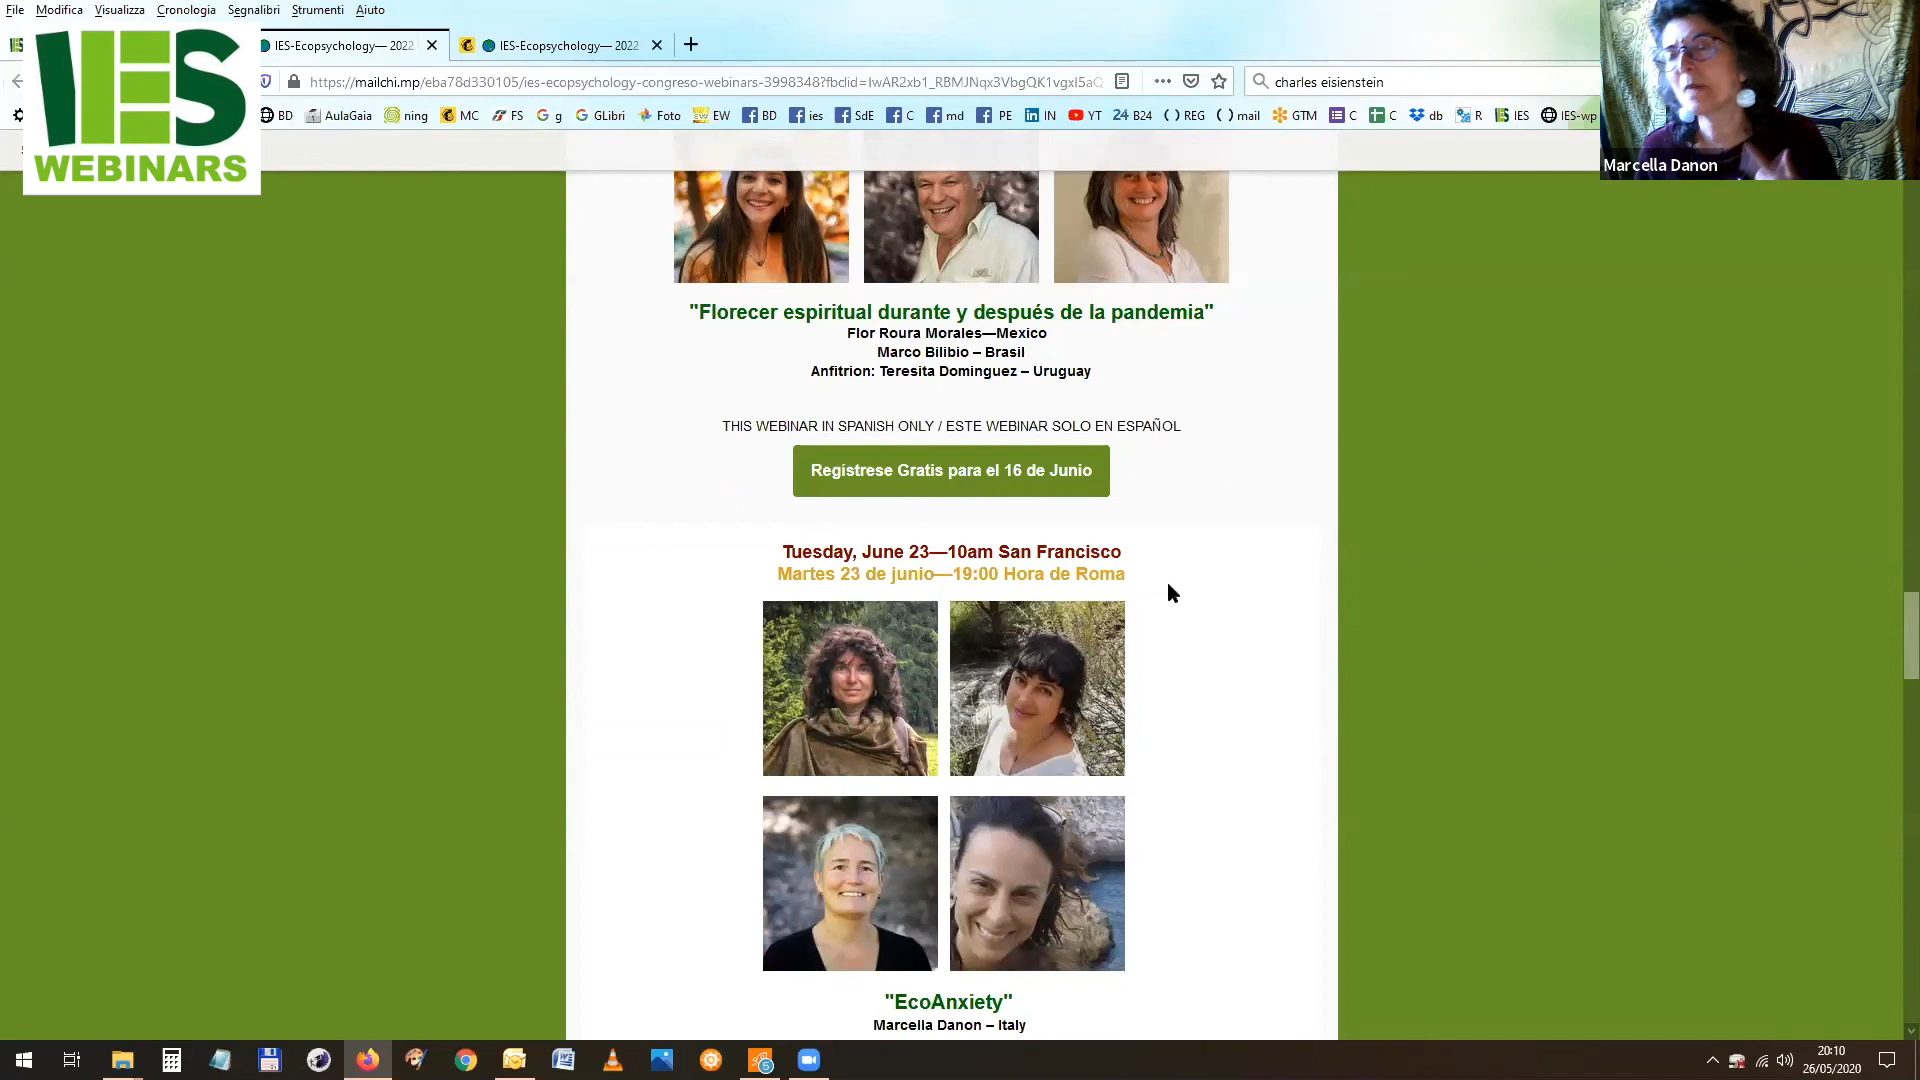 File Modifica Visualizza Cronologia Segnalibri Strumenti Aiuto
IES
WEBINARS
IES-Ecopsychology— 2022
IES-Ecopsychology— 2022
https://mailchi.mp/eba78d330105/ies-ecopsychology-congreso-webinars-3998348?fbclid=IwAR2xb1_RBMJNqx3VbgQK1vgxI5aQ
charles eisienstein
BD AulaGaia ning MC FS g GLibri Foto EW BD ies SdE C md PE IN YT B24 REG mail GTM C C db R IES IES-wp
Marcella Danon
"Florecer espiritual durante y después de la pandemia"
Flor Roura Morales—Mexico
Marco Bilibio – Brasil
Anfitrion: Teresita Dominguez – Uruguay
THIS WEBINAR IN SPANISH ONLY / ESTE WEBINAR SOLO EN ESPAÑOL
Regístrese Gratis para el 16 de Junio
Tuesday, June 23—10am San Francisco
Martes 23 de junio—19:00 Hora de Roma
"EcoAnxiety"
Marcella Danon – Italy
20:10
26/05/2020